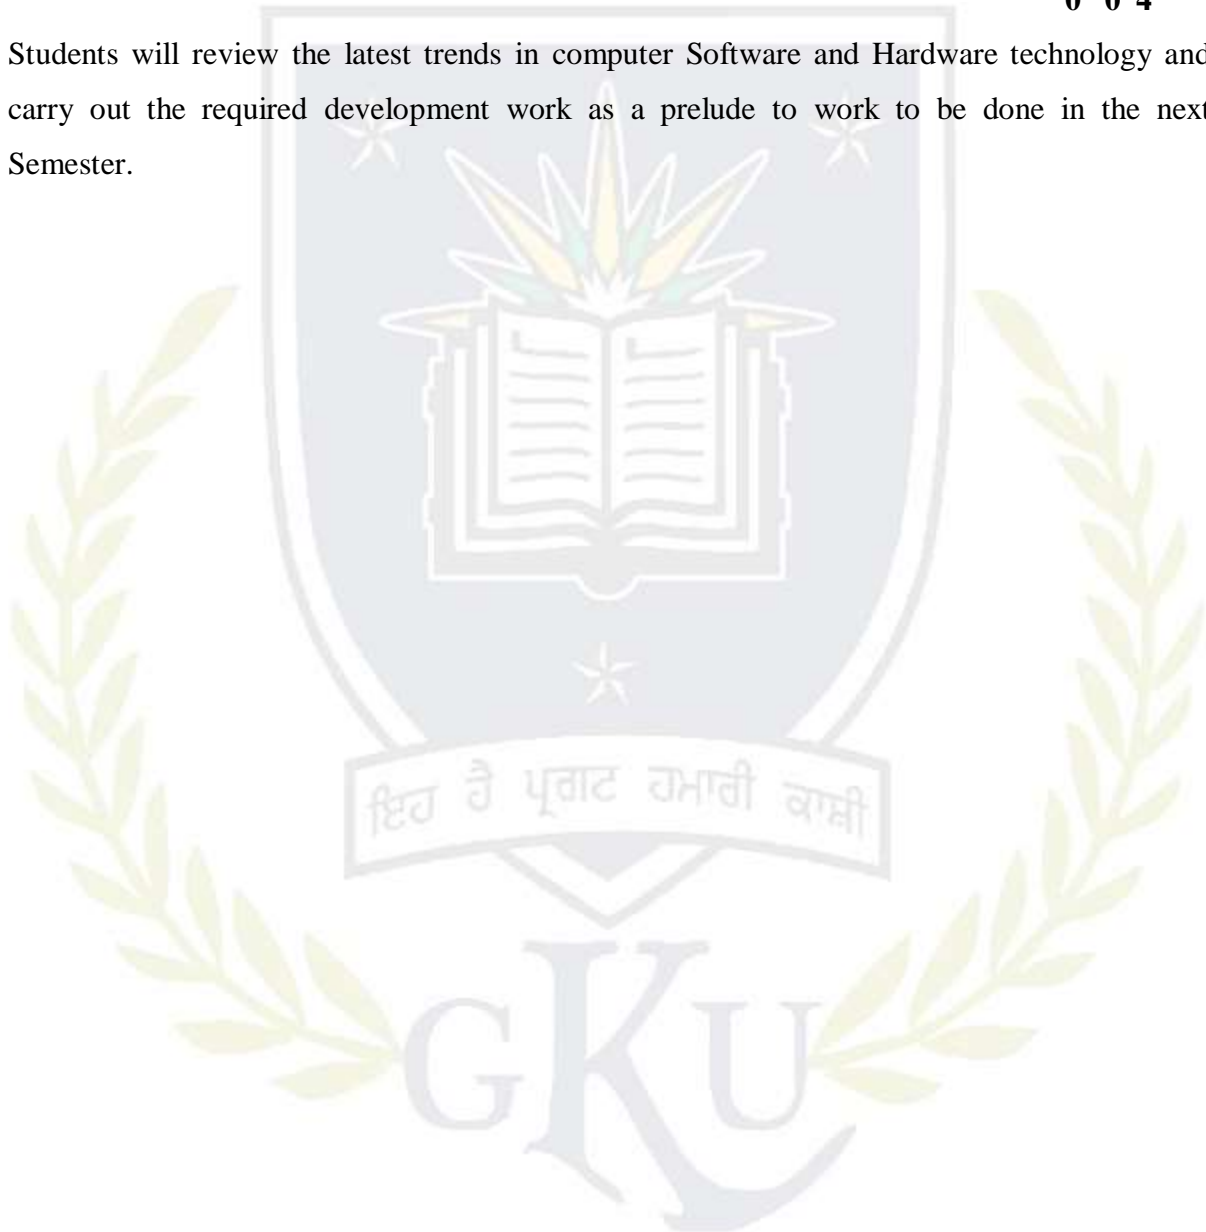 0 0 4
Students will review the latest trends in computer Software and Hardware technology and
carry out the required development work as a prelude to work to be done in the next
Semester.
ਇਹ ਹੈ ਪ੍ਰਗਟ ਹਮਾਰੀ ਕਾਸ਼ੀ
GKU